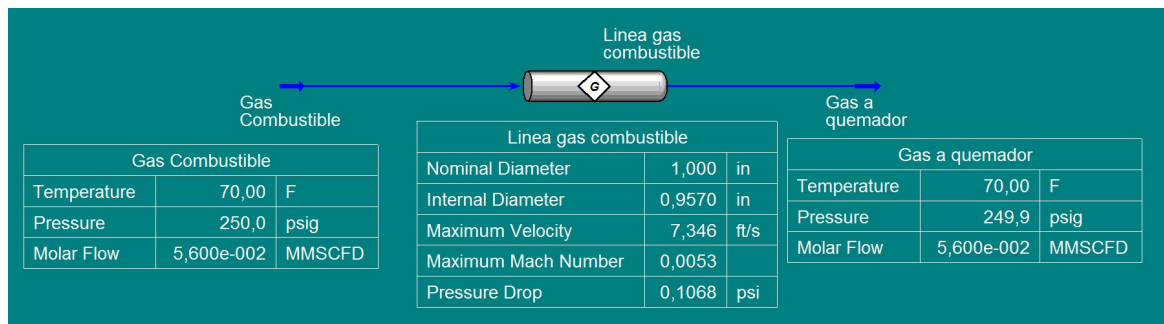 Linea gas
combustible
G
Gas
Combustible
Gas a
quemador
Gas Combustible
Temperature 70,00 F
Pressure 250,0 psig
Molar Flow 5,600e-002 MMSCFD
Linea gas combustible
Nominal Diameter 1,000 in
Internal Diameter 0,9570 in
Maximum Velocity 7,346 ft/s
Maximum Mach Number 0,0053
Pressure Drop 0,1068 psi
Gas a quemador
Temperature 70,00 F
Pressure 249,9 psig
Molar Flow 5,600e-002 MMSCFD